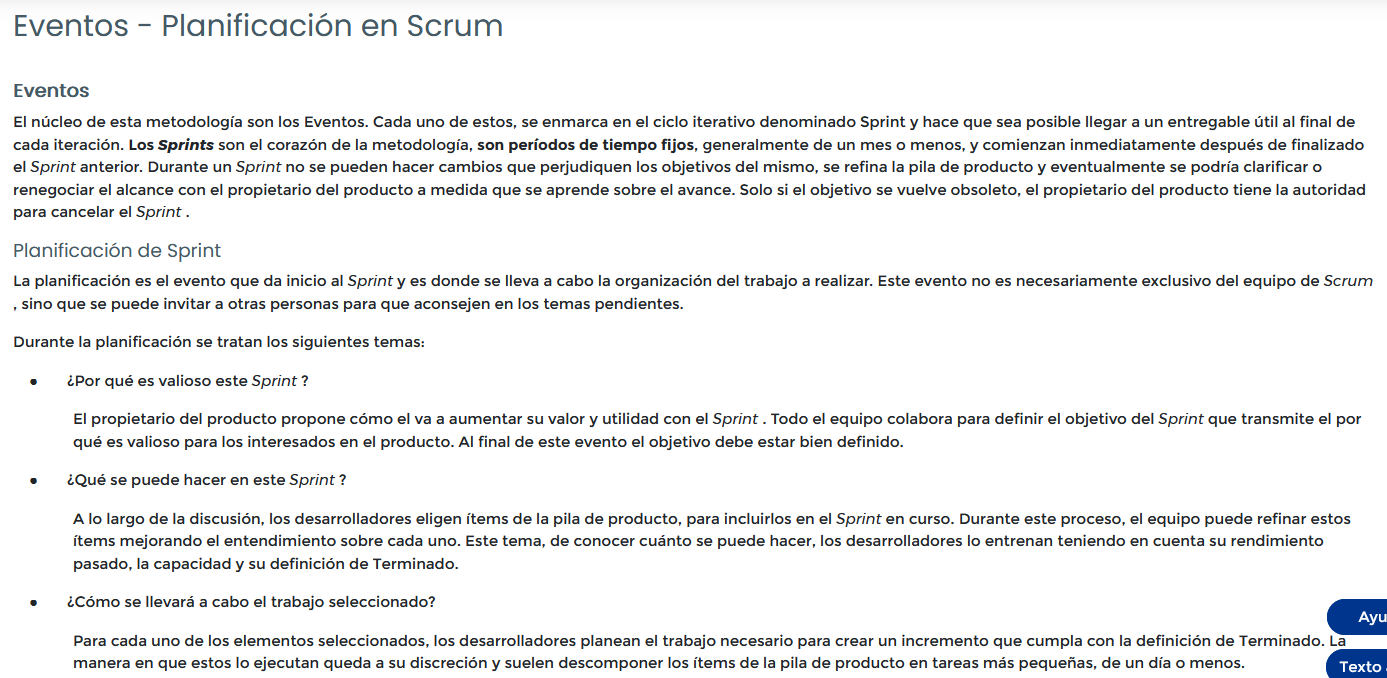 Eventos - Planificación en Scrum
Eventos
El núcleo de esta metodología son los Eventos. Cada uno de estos, se enmarca en el ciclo iterativo denominado Sprint y hace que sea posible llegar a un entregable útil al final de
cada iteración. Los Sprints son el corazón de la metodología, son períodos de tiempo fijos, generalmente de un mes o menos, y comienzan inmediatamente después de finalizado
el Sprint anterior. Durante un Sprint no se pueden hacer cambios que perjudiquen los objetivos del mismo, se refina la pila de producto y eventualmente se podría clarificar o
renegociar el alcance con el propietario del producto a medida que se aprende sobre el avance. Solo si el objetivo se vuelve obsoleto, el propietario del producto tiene la autoridad
para cancelar el Sprint .
Planificación de Sprint
La planificación es el evento que da inicio al Sprint y es donde se lleva a cabo la organización del trabajo a realizar. Este evento no es necesariamente exclusivo del equipo de Scrum
, sino que se puede invitar a otras personas para que aconsejen en los temas pendientes.
Durante la planificación se tratan los siguientes temas:
• ¿Por qué es valioso este Sprint ?
El propietario del producto propone cómo el va a aumentar su valor y utilidad con el Sprint . Todo el equipo colabora para definir el objetivo del Sprint que transmite el por
qué es valioso para los interesados en el producto. Al final de este evento el objetivo debe estar bien definido.
• ¿Qué se puede hacer en este Sprint ?
A lo largo de la discusión, los desarrolladores eligen ítems de la pila de producto, para incluirlos en el Sprint en curso. Durante este proceso, el equipo puede refinar estos
ítems mejorando el entendimiento sobre cada uno. Este tema, de conocer cuánto se puede hacer, los desarrolladores lo entrenan teniendo en cuenta su rendimiento
pasado, la capacidad y su definición de Terminado.
• ¿Cómo se llevará a cabo el trabajo seleccionado?
Ayu
Para cada uno de los elementos seleccionados, los desarrolladores planean el trabajo necesario para crear un incremento que cumpla con la definición de Terminado. La
manera en que estos lo ejecutan queda a su discreción y suelen descomponer los ítems de la pila de producto en tareas más pequeñas, de un día o menos.
Texto